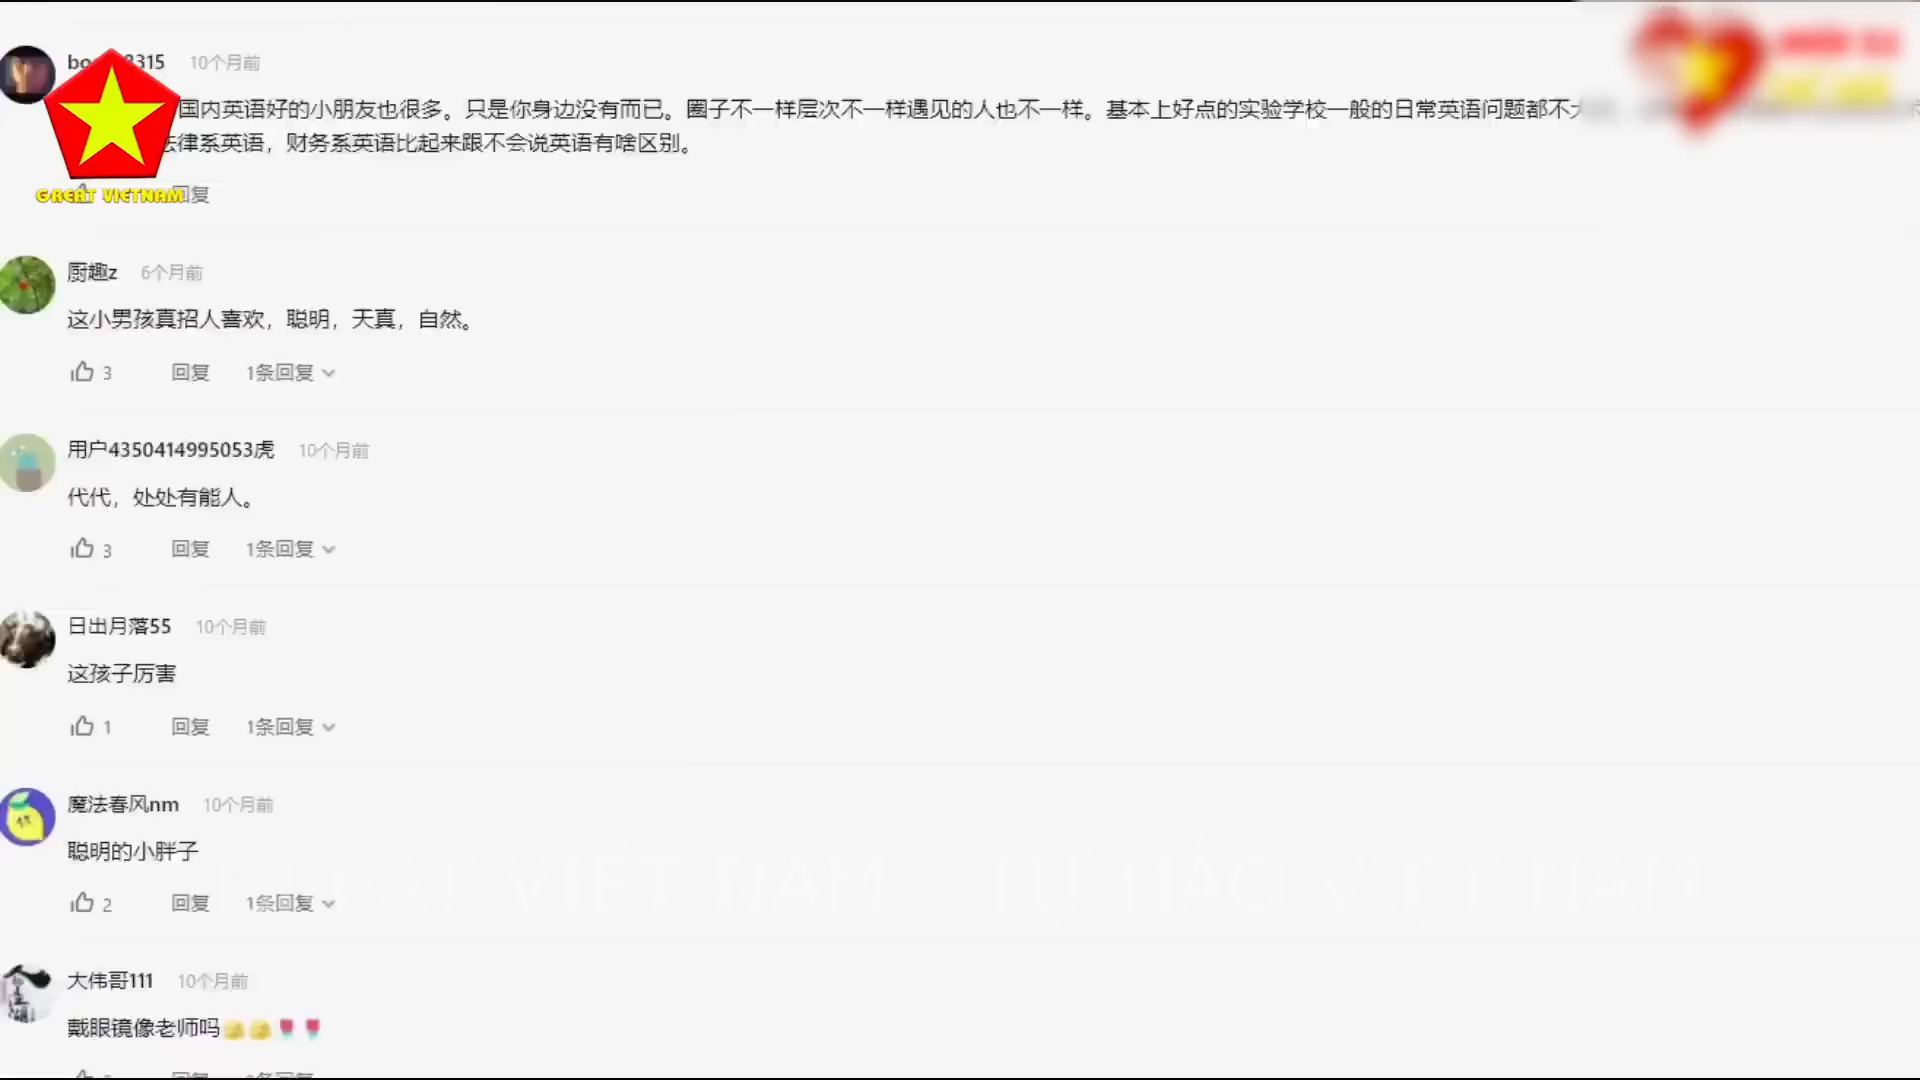 10个月前
国内英语好的小朋友也很多。只是你身边没有而已。圈子不一样层次不一样遇见的人也不一样。基本上好点的实验学校一般的日常英语问题都不
律系英语，财务系英语比起来跟不会说英语有啥区别。
GREAT VIETNAM
回复
厨趣z 6个月前
这小男孩真招人喜欢，聪明，天真，自然。
3 回复 1条回复
用户4350414995053虎 10个月前
代代，处处有能人。
3 回复 1条回复
日出月落55 10个月前
这孩子厉害
1 回复 1条回复
魔法春风nm 10个月前
聪明的小胖子
GREAT VIỆT NAM - TỰ HÀO VIỆT NAM
2 回复 1条回复
大伟哥111 10个月前
戴眼镜像老师吗